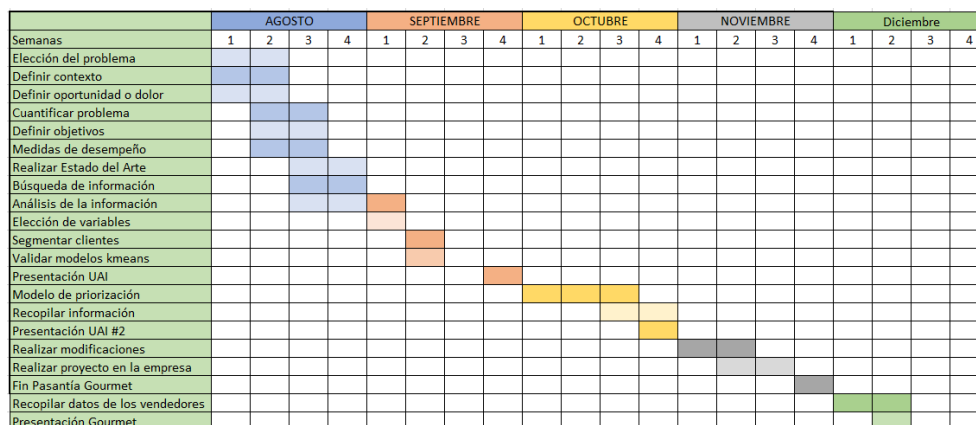 AGOSTO SEPTIEMBRE OCTUBRE NOVIEMBRE Diciembre
Semanas 1 2 3 4 1 2 3 4 1 2 3 4 1 2 3 4 1 2 3 4
Elección del problema
Definir contexto
Definir oportunidad o dolor
Cuantificar problema
Definir objetivos
Medidas de desempeño
Realizar Estado del Arte
Búsqueda de información
Análisis de la información
Elección de variables
Segmentar clientes
Validar modelos kmeans
Presentación UAI
Modelo de priorización
Recopilar información
Presentación UAI #2
Realizar modificaciones
Realizar proyecto en la empresa
Fin Pasantía Gourmet
Recopilar datos de los vendedores
Presentación Gourmet